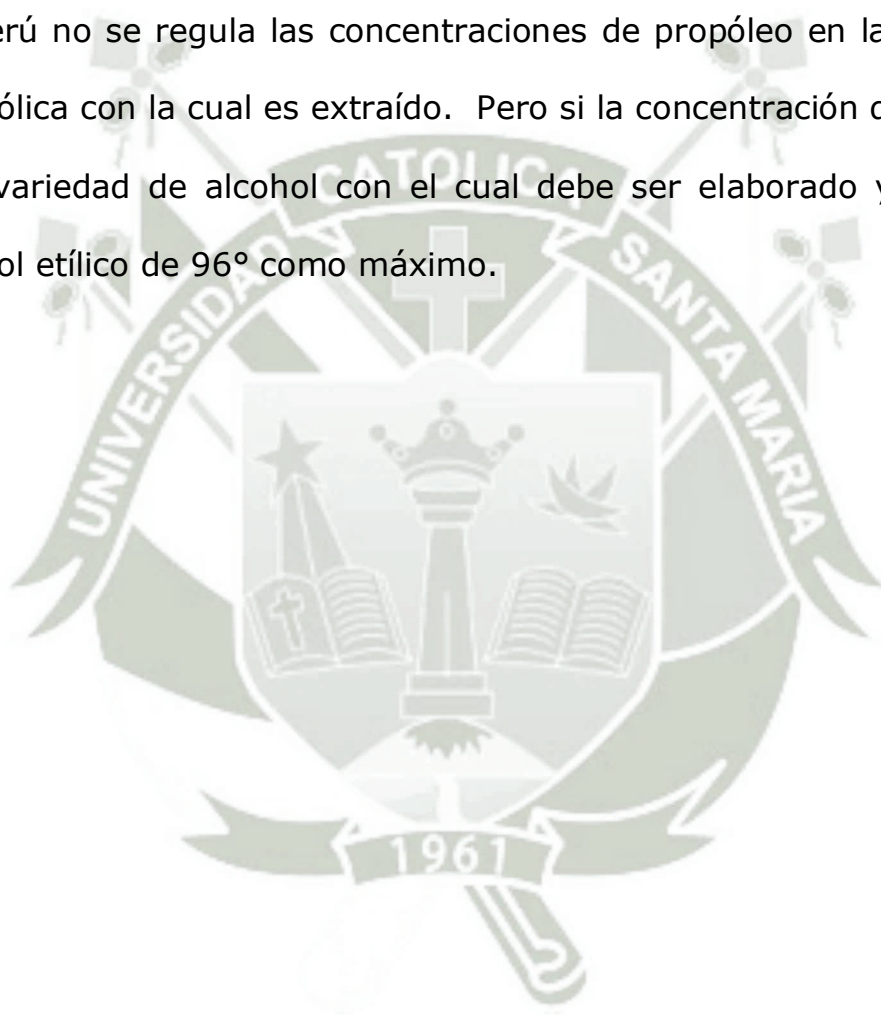 erú no se regula las concentraciones de propóleo en la
ólica con la cual es extraído. Pero si la concentración
variedad de alcohol con el cual debe ser elaborado y
ol etílico de 96° como máximo.
UNIVERSIDAD CATOLICA SANTA MARIA
1961